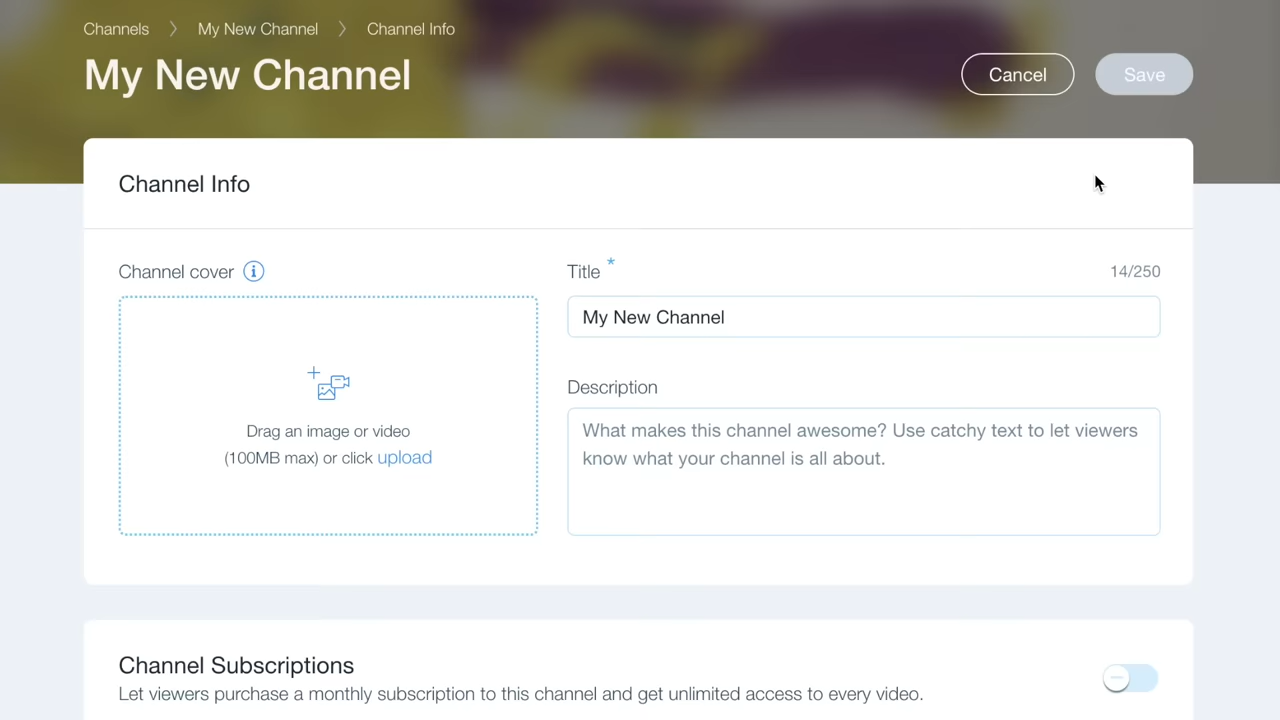 Channels > My New Channel > Channel Info
My New Channel
Cancel
Save
Channel Info
Channel cover
Title *
14/250
My New Channel
Drag an image or video
(100MB max) or click upload
Description
What makes this channel awesome? Use catchy text to let viewers
know what your channel is all about.
Channel Subscriptions
Let viewers purchase a monthly subscription to this channel and get unlimited access to every video.